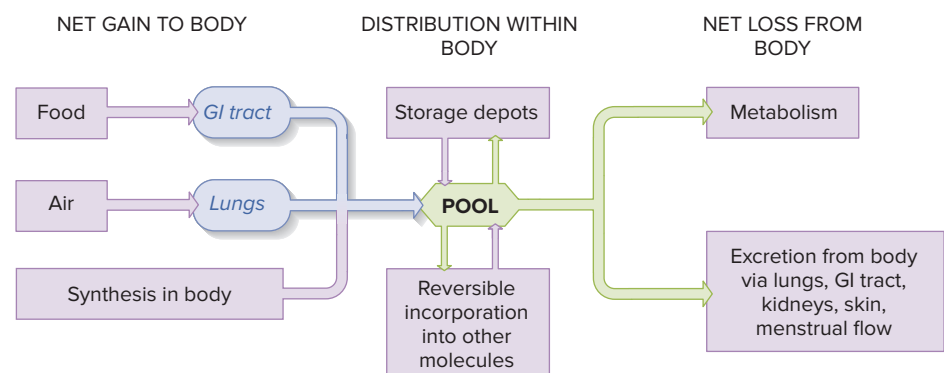 NET GAIN TO BODY
DISTRIBUTION WITHIN
BODY
NET LOSS FROM
BODY
Food
GI tract
Storage depots
Metabolism
Air
Lungs
POOL
Synthesis in body
Reversible
incorporation
into other
molecules
Excretion from body
via lungs, GI tract,
kidneys, skin,
menstrual flow